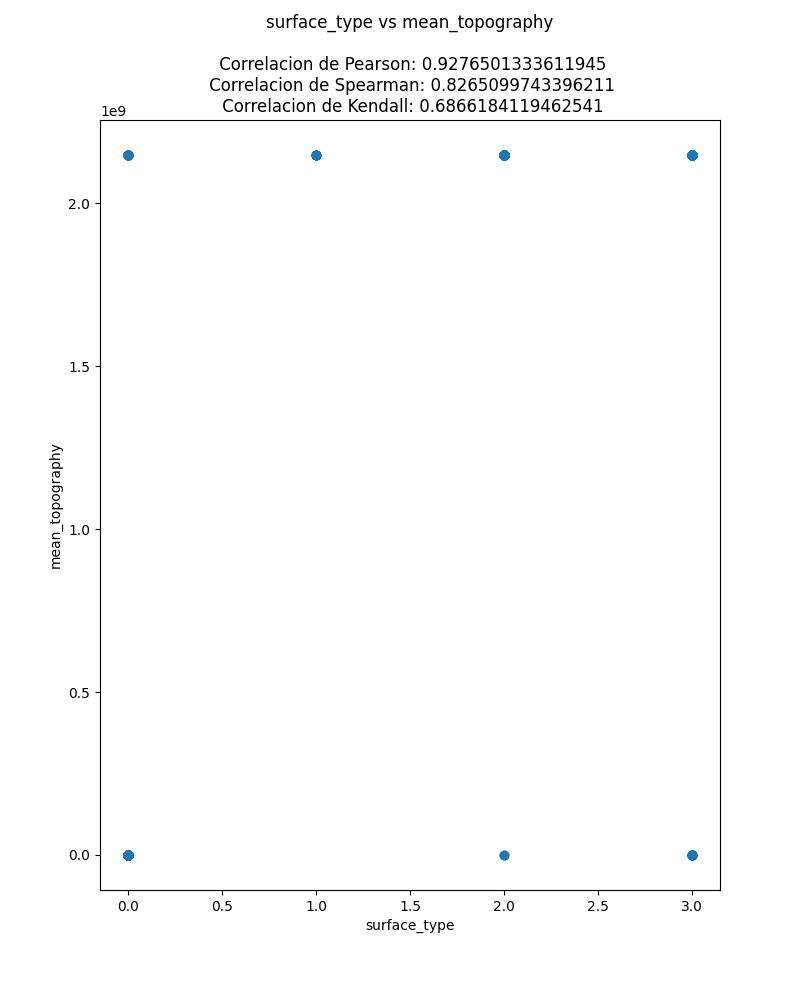 surface_type vs mean_topography
Correlacion de Pearson: 0.9276501333611945
Correlacion de Spearman: 0.8265099743396211
Correlacion de Kendall: 0.6866184119462541
1e9
2.0
1.5
1.0
0.5
0.0
mean_topography
0.0 0.5 1.0 1.5 2.0 2.5 3.0
surface_type